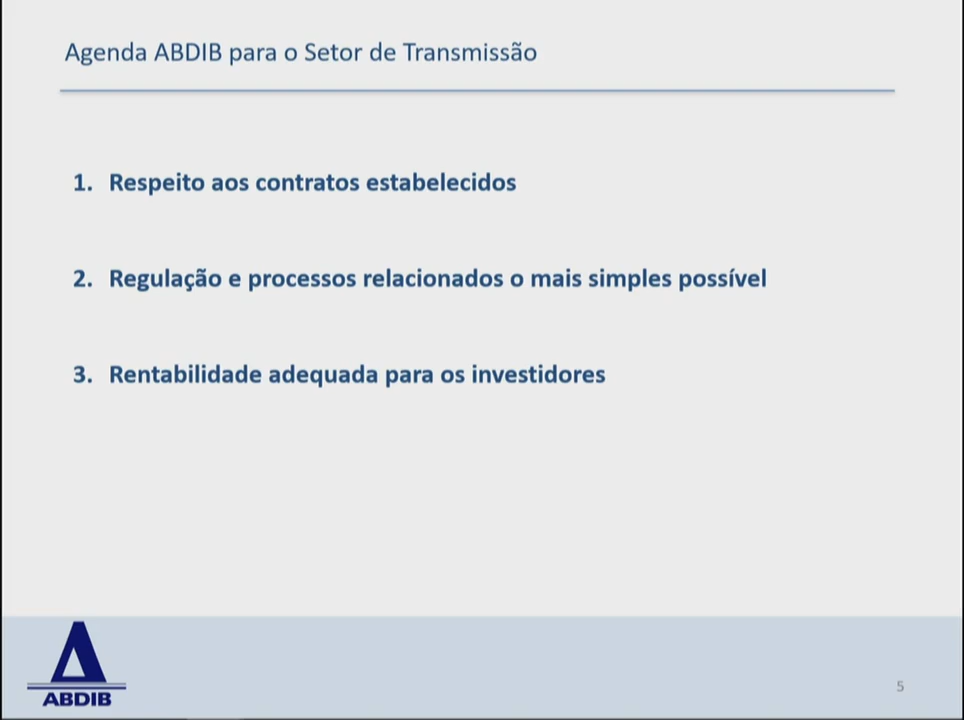 Agenda ABDIB para o Setor de Transmissão
1. Respeito aos contratos estabelecidos
2. Regulação e processos relacionados o mais simples possível
3. Rentabilidade adequada para os investidores
ABDIB
5